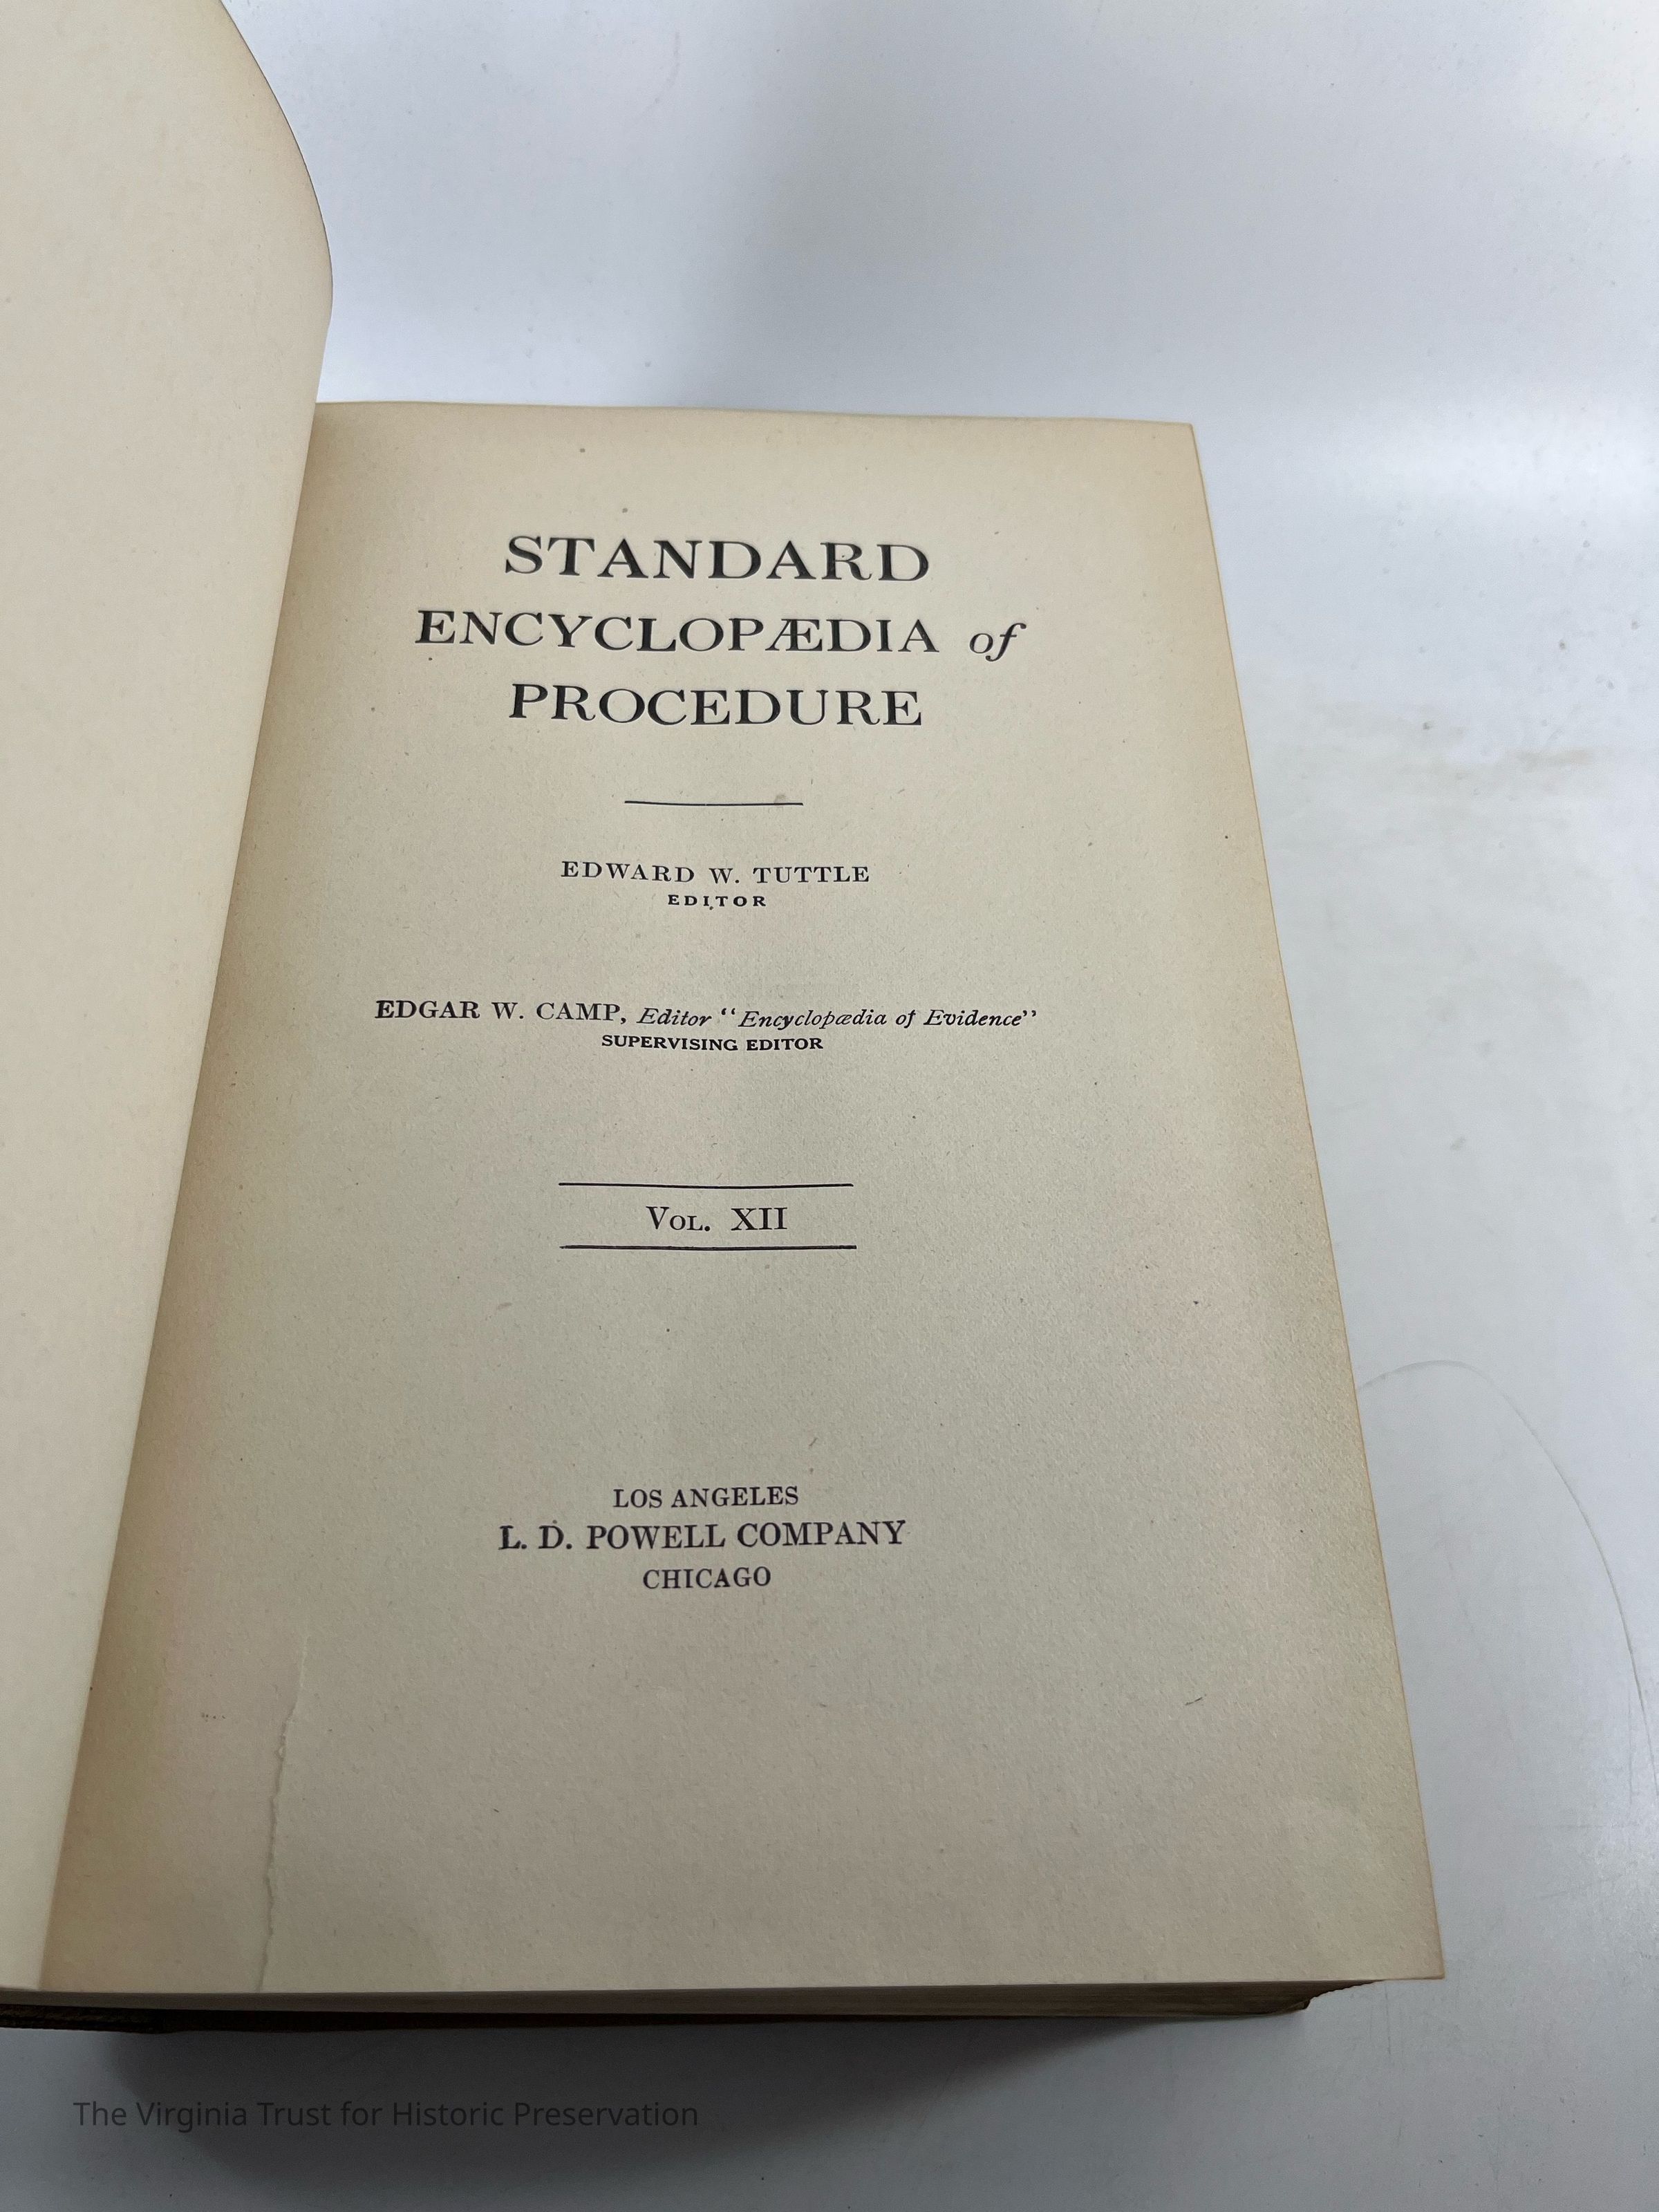 STANDARD
ENCYCLOPÆDIA of
PROCEDURE
EDWARD W. TUTTLE
EDITOR
EDGAR W. CAMP, Editor "Encyclopædia of Evidence"
SUPERVISING EDITOR
VOL. XII
LOS ANGELES
L. D. POWELL COMPANY
CHICAGO
The Virginia Trust for Historic Preservation